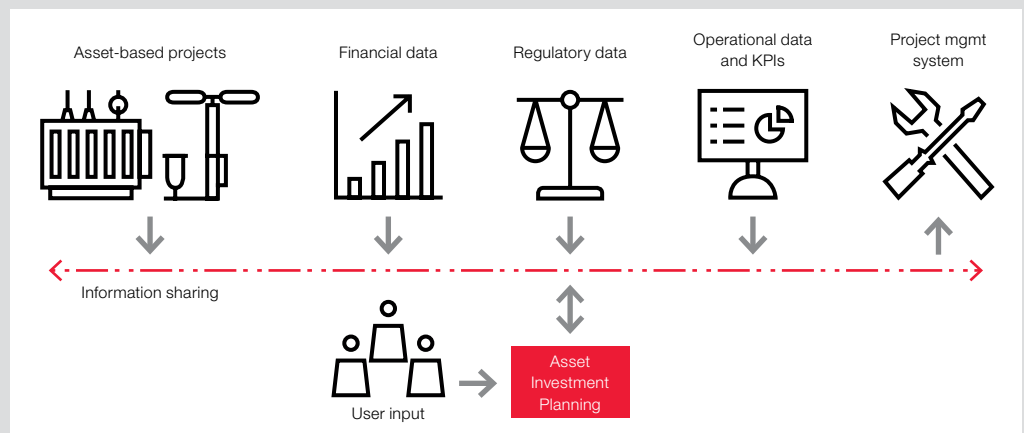 Asset-based projects
Financial data
Regulatory data
Operational data
and KPIs
Project mgmt
system
Information sharing
User input
Asset
Investment
Planning